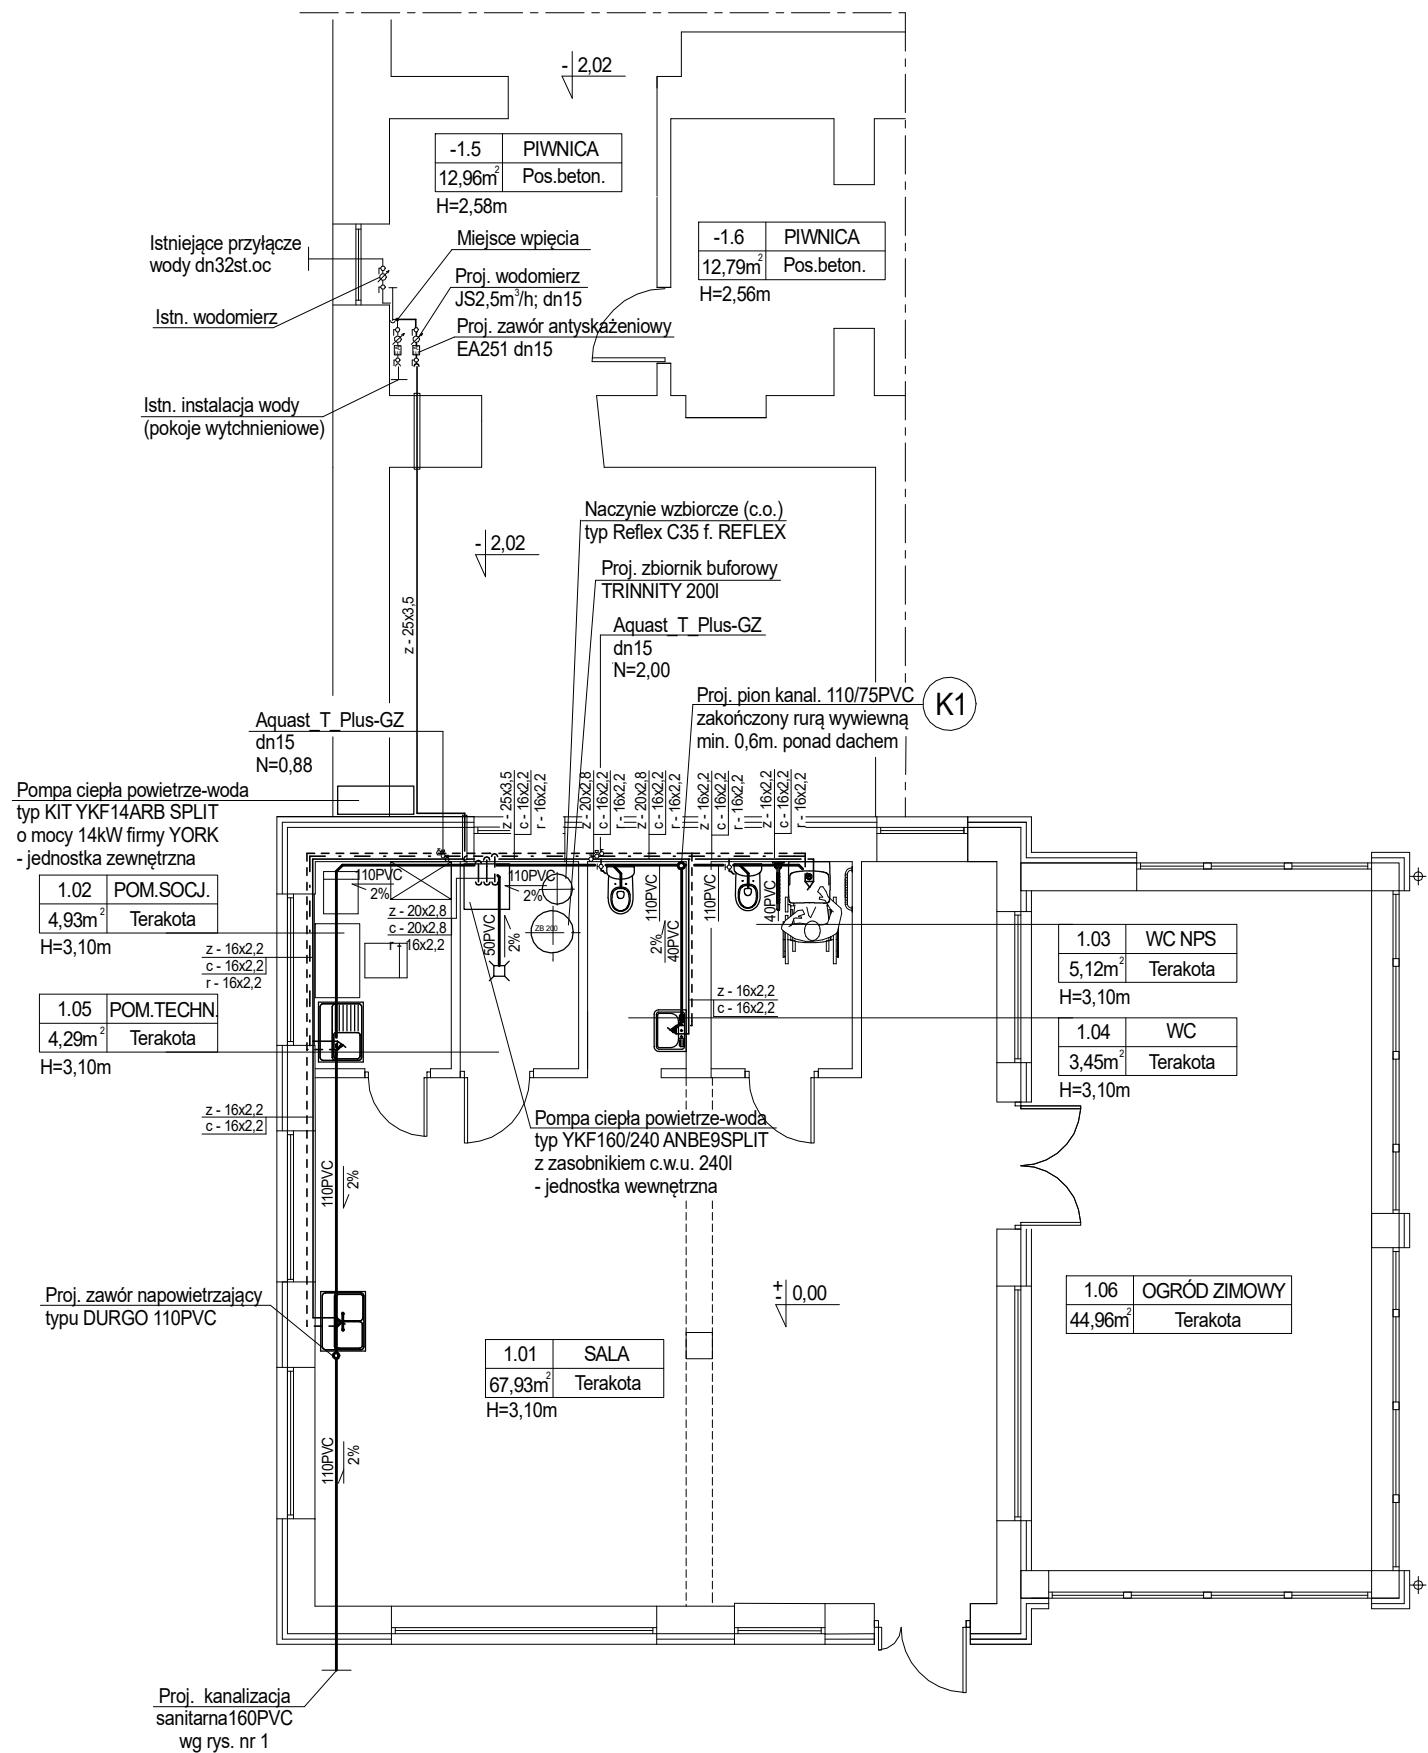 - 2,02
-1.5 PIWNICA
12,96m² Pos.beton.
H=2,58m
-1.6 PIWNICA
12,79m² Pos.beton.
H=2,56m
Istniejące przyłącze
wody dn32st.oc
Miejsce wpięcia
Proj. wodomierz
JS2,5m³/h; dn15
Istn. wodomierz
Proj. zawór antyskażeniowy
EA251 dn15
Istn. instalacja wody
(pokoje wytchnieniowe)
Naczynie wzbiorcze (c.o.)
typ Reflex C35 f. REFLEX
- 2,02
Proj. zbiornik buforowy
TRINNITY 200l
z - 25x3,5
Aquast_T_Plus-GZ
dn15
N=2,00
Proj. pion kanal. 110/75PVC
zakończony rurą wywiewną
min. 0,6m. ponad dachem
K1
Aquast_T_Plus-GZ
dn15
N=0,88
Pompa ciepła powietrze-woda
typ KIT YKF14ARB SPLIT
o mocy 14kW firmy YORK
- jednostka zewnętrzna
z - 25x3,5
c - 16x2,2
r - 16x2,2
z - 20x2,8
c - 16x2,2
r - 16x2,2
z - 20x2,8
c - 16x2,2
r - 16x2,2
z - 16x2,2
c - 16x2,2
r - 16x2,2
z - 16x2,2
c - 16x2,2
r - 16x2,2
1.02 POM.SOCJ.
4,93m² Terakota
H=3,10m
110PVC
2%
110PVC
2%
z - 20x2,8
c - 20x2,8
r - 16x2,2
50PVC
2%
ZB 200
110PVC
2%
40PVC
110PVC
40PVC
z - 16x2,2
c - 16x2,2
r - 16x2,2
1.03 WC NPS
5,12m² Terakota
H=3,10m
1.05 POM.TECHN.
4,29m² Terakota
H=3,10m
z - 16x2,2
c - 16x2,2
1.04 WC
3,45m² Terakota
H=3,10m
z - 16x2,2
c - 16x2,2
Pompa ciepła powietrze-woda
typ YKF160/240 ANBE9SPLIT
z zasobnikiem c.w.u. 240l
- jednostka wewnętrzna
110PVC
2%
Proj. zawór napowietrzający
typu DURGO 110PVC
± 0,00
1.06 OGRÓD ZIMOWY
44,96m² Terakota
1.01 SALA
67,93m² Terakota
H=3,10m
110PVC
2%
Proj. kanalizacja
sanitarna160PVC
wg rys. nr 1